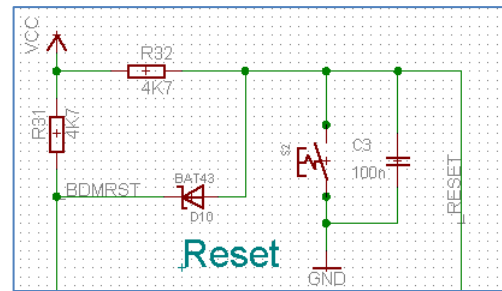 VCC
R32
4K7
R31
4K7
BDMRST
BAT43
D10
S2
C3
100n
RESET
GND
Reset